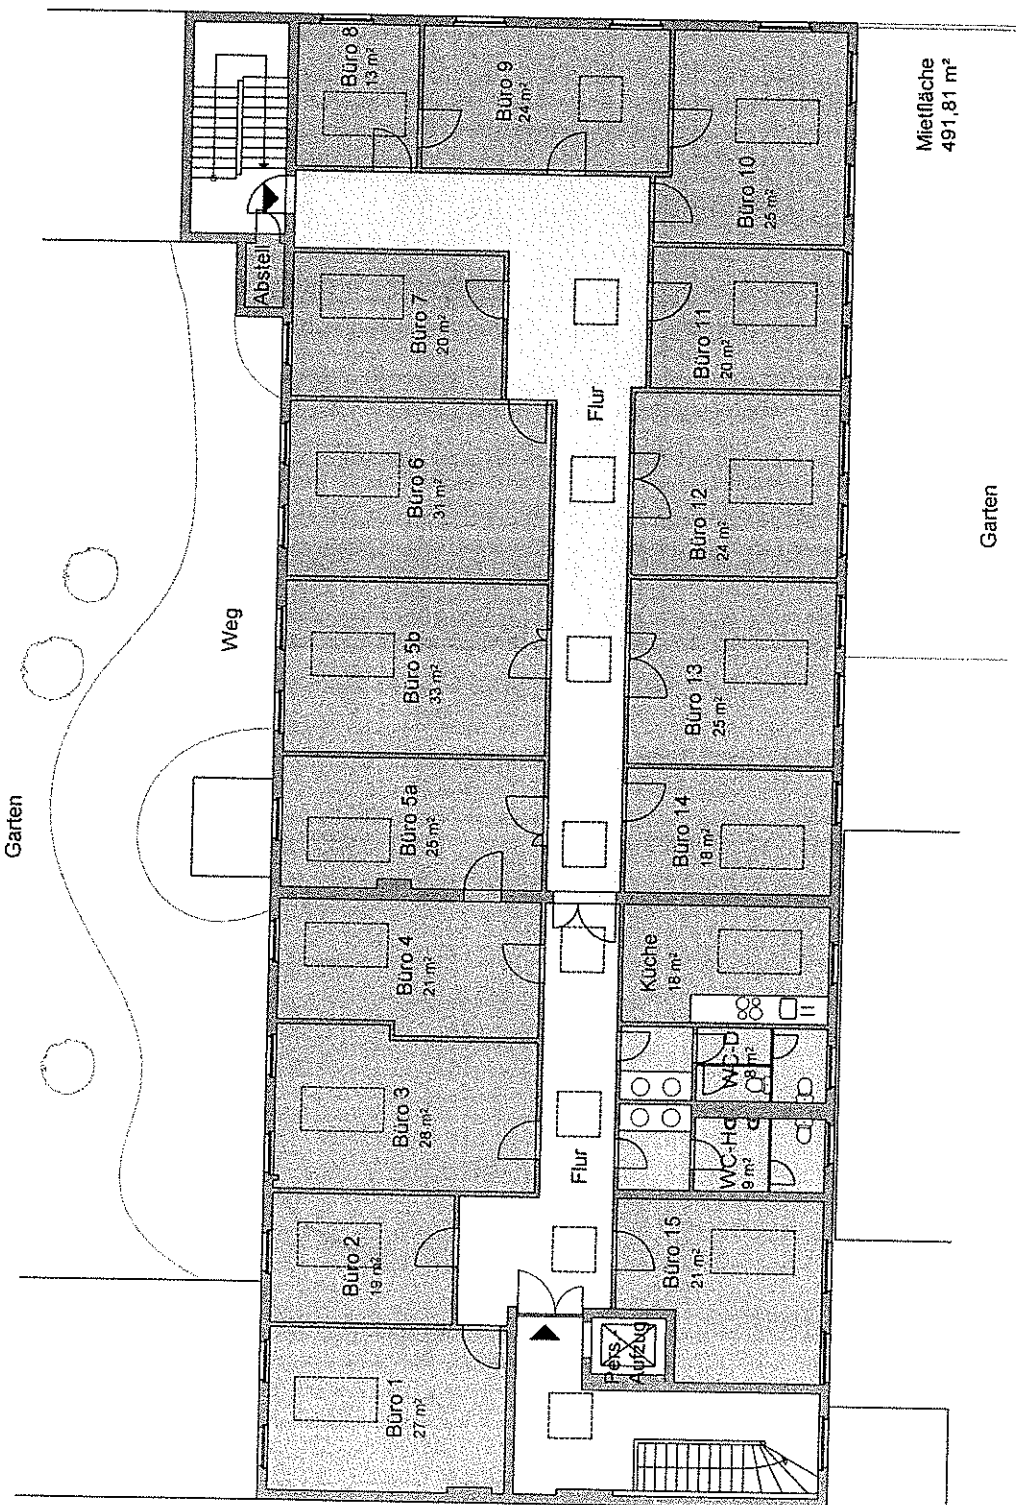 Garten
Weg
Abstell
Büro 1
27 m²
Büro 2
19 m²
Büro 3
28 m²
Büro 4
21 m²
Büro 5a
25 m²
Büro 5b
33 m²
Büro 6
31 m²
Büro 7
20 m²
Büro 8
13 m²
Büro 9
24 m²
Flur
Flur
Pers.
Aufzug
Büro 15
21 m²
WC-H
9 m²
WC-D
8 m²
Küche
18 m²
Büro 14
18 m²
Büro 13
25 m²
Büro 12
24 m²
Büro 11
20 m²
Büro 10
25 m²
Garten
Mietfläche
491,81 m²